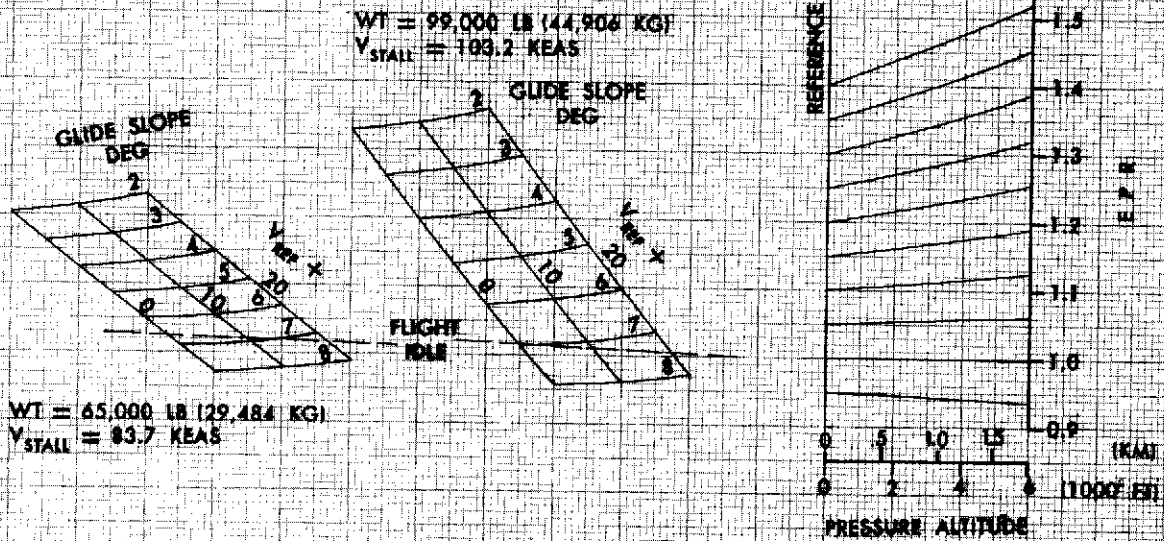 WT = 99,000 LB (44,906 KG)
V STALL = 103.2 KEAS
GLIDE SLOPE
DEG
2
3
4
5
6
7
8
0
10
20
V REF X
GLIDE SLOPE
DEG
2
3
4
5
6
7
8
0
10
20
V REF X
FLIGHT
IDLE
WT = 65,000 LB (29,484 KG)
V STALL = 83.7 KEAS
REFERENCE
1.5
1.4
1.3
1.2
1.1
1.0
0.9
E P R
0 .5 1.0 1.5 (KM)
0 2 4 6 (1000 FT)
PRESSURE ALTITUDE